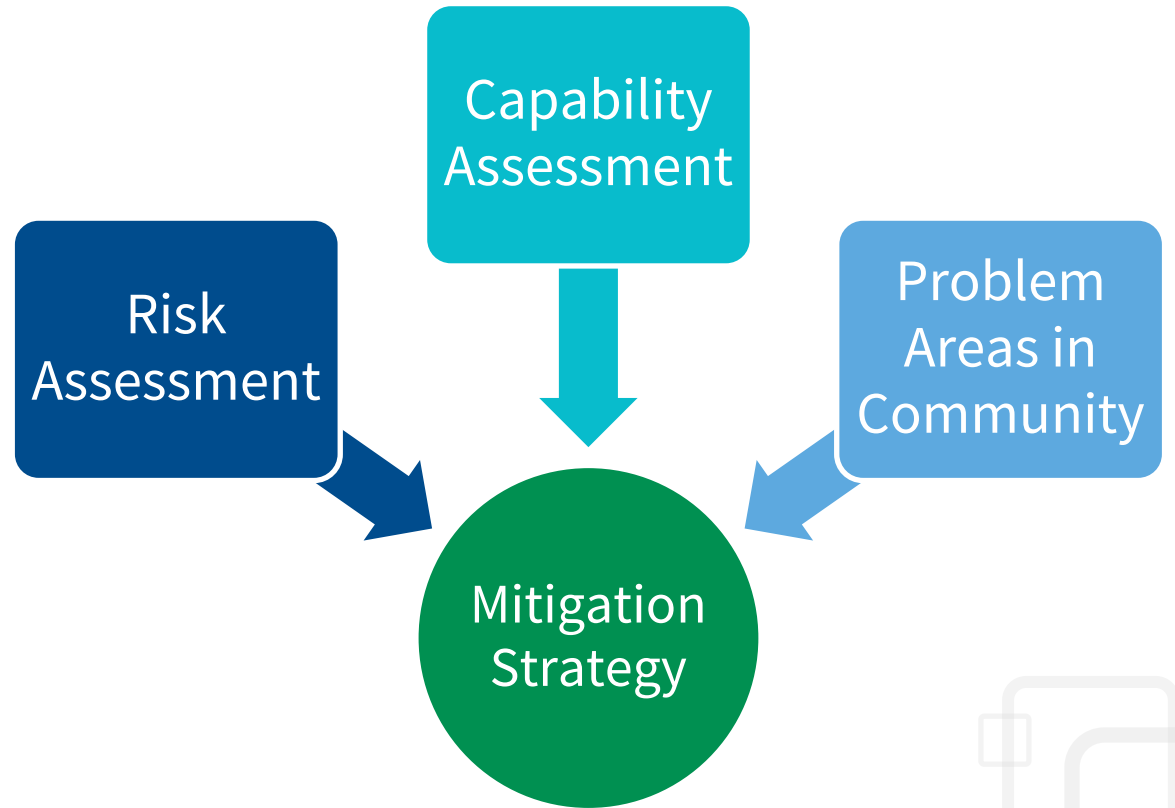 Capability
Assessment
Risk
Assessment
Problem
Areas in
Community
Mitigation
Strategy